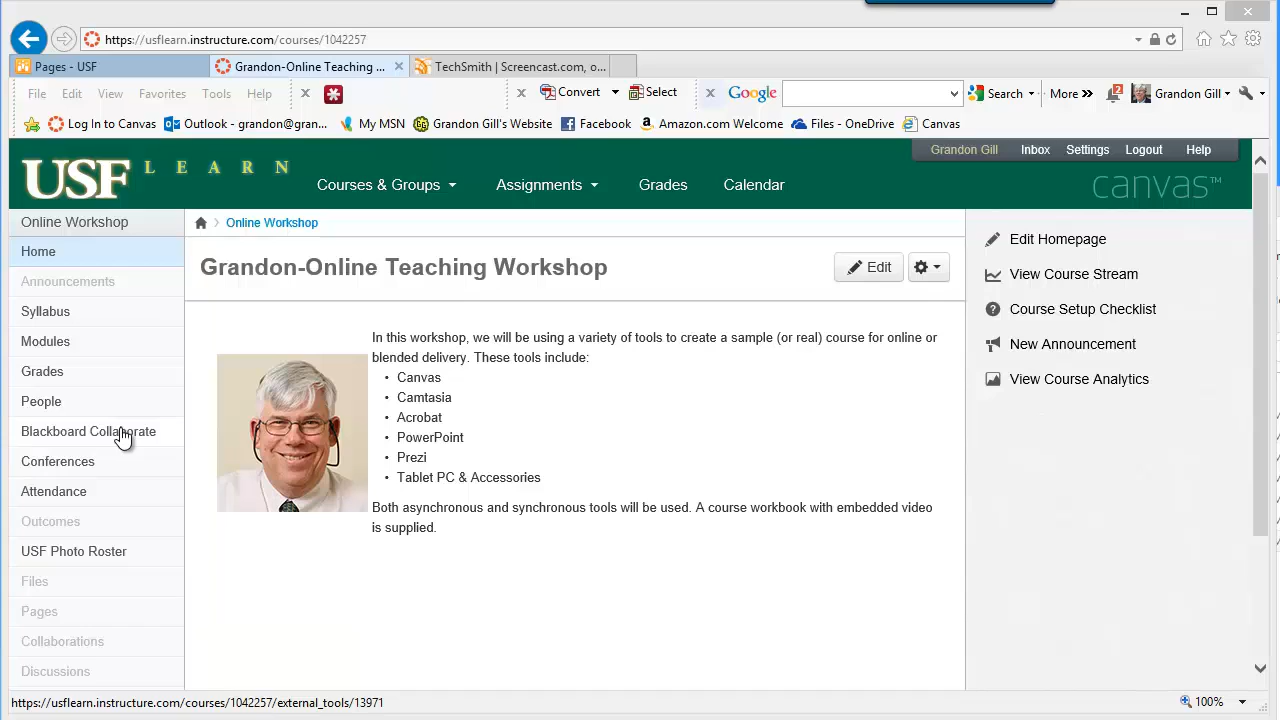 https://usflearn.instructure.com/courses/1042257
Pages - USF
Grandon-Online Teaching ...
TechSmith | Screencast.com, o...
File Edit View Favorites Tools Help
Convert Select
Google Search More »
2 Grandon Gill
Log In to Canvas
Outlook - grandon@gran...
My MSN
Grandon Gill's Website
Facebook
Amazon.com Welcome
Files - OneDrive
Canvas
USF LEARN
Courses & Groups
Assignments
Grades
Calendar
Grandon Gill Inbox Settings Logout Help
canvas™
Online Workshop
Home
Announcements
Syllabus
Modules
Grades
People
Blackboard Collaborate
Conferences
Attendance
Outcomes
USF Photo Roster
Files
Pages
Collaborations
Discussions
Online Workshop
Grandon-Online Teaching Workshop
Edit
In this workshop, we will be using a variety of tools to create a sample (or real) course for online or
blended delivery. These tools include:
• Canvas
• Camtasia
• Acrobat
• PowerPoint
• Prezi
• Tablet PC & Accessories
Both asynchronous and synchronous tools will be used. A course workbook with embedded video
is supplied.
Edit Homepage
View Course Stream
Course Setup Checklist
New Announcement
View Course Analytics
https://usflearn.instructure.com/courses/1042257/external_tools/13971
100%